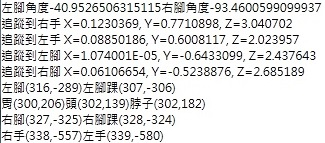 左腳角度-40.9526506315115右腳角度-93.4600599099937
追蹤到右手 X=0.1230369, Y=0.7710898, Z=3.040702
追蹤到左手 X=0.08850186, Y=0.6008117, Z=2.023957
追蹤到左腳 X=1.074001E-05, Y=-0.6433099, Z=2.437643
追蹤到右腳 X=0.06106654, Y=-0.5238876, Z=2.685189
左腳(316,-289)左腳踝(307,-306)
臀(300,206)頭(302,139)脖子(302,182)
右腳(327,-325)右腳踝(328,-324)
右手(338,-557)左手(339,-580)